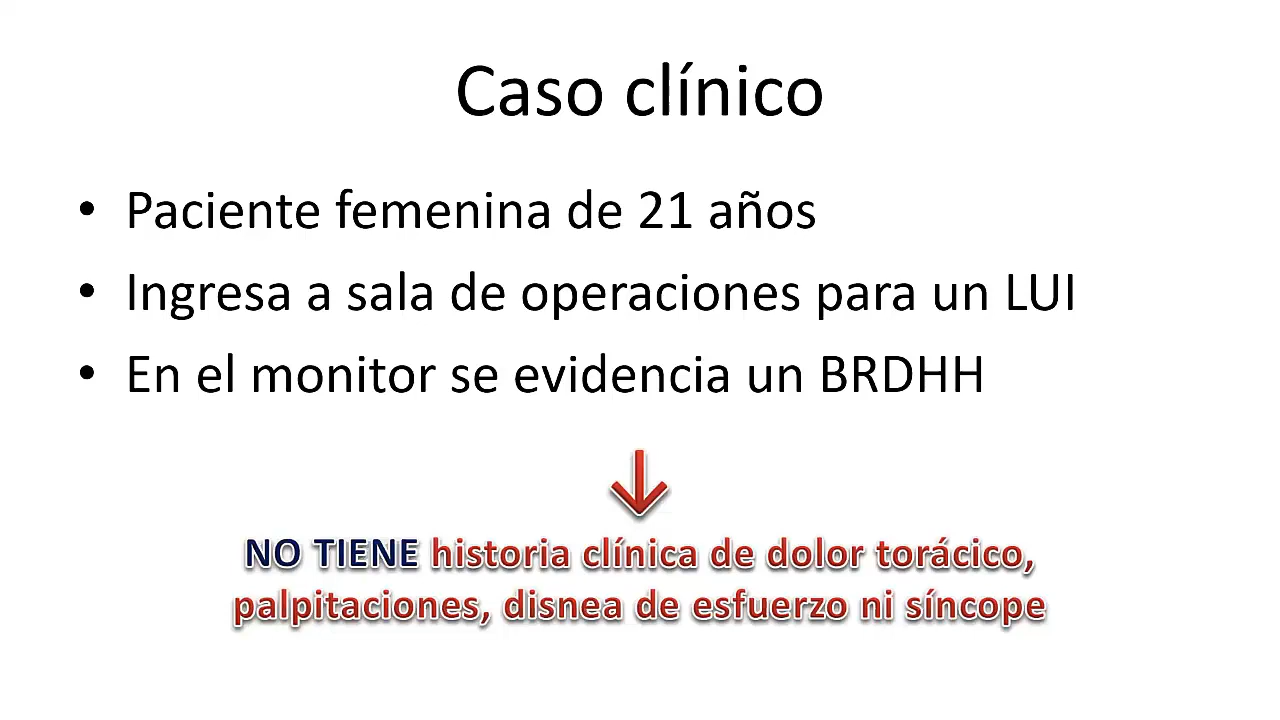 Caso clínico
• Paciente femenina de 21 años
• Ingresa a sala de operaciones para un LUI
• En el monitor se evidencia un BRDHH
NO TIENE historia clínica de dolor torácico,
palpitaciones, disnea de esfuerzo ni síncope